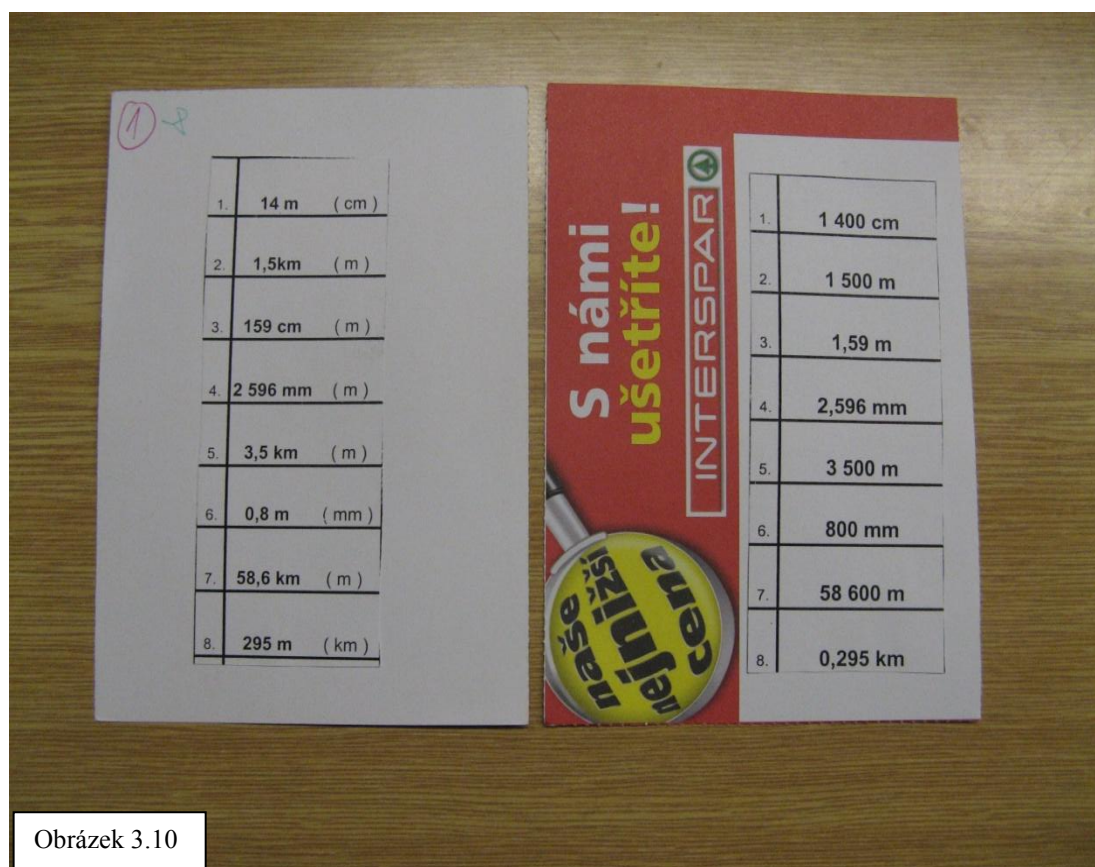 1
8
1. 14 m ( cm )
2. 1,5km ( m )
3. 159 cm ( m )
4. 2 596 mm ( m )
5. 3,5 km ( m )
6. 0,8 m ( mm )
7. 58,6 km ( m )
8. 295 m ( km )
S námi
ušetříte!
INTERSPAR
naše
nejnižší
cena
1. 1 400 cm
2. 1 500 m
3. 1,59 m
4. 2,596 mm
5. 3 500 m
6. 800 mm
7. 58 600 m
8. 0,295 km
Obrázek 3.10